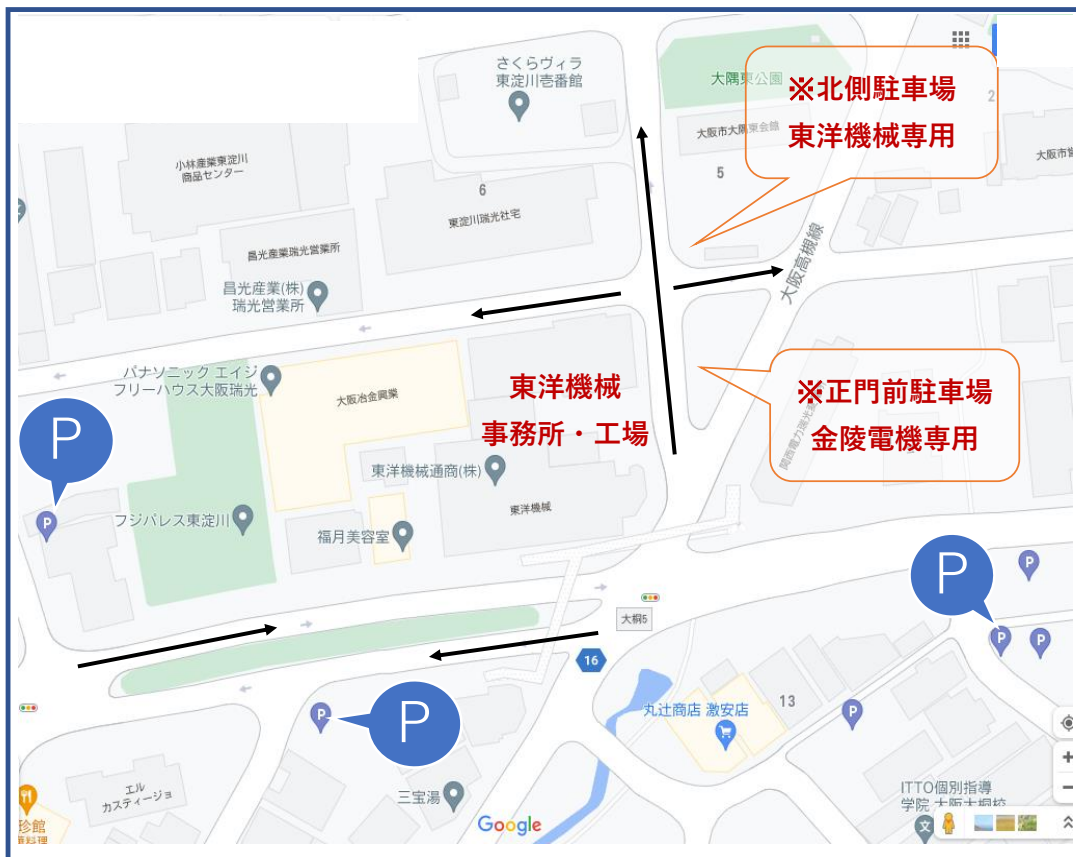 さくらヴィラ
東淀川壱番館
大隅東公園
※北側駐車場
東洋機械専用
2
大阪市大隅東会館
5
小林産業東淀川
商品センター
6
東淀川瑞光社宅
昌光産業瑞光営業所
昌光産業(株)
瑞光営業所
大阪高槻線
パナソニック エイジ
フリーハウス大阪瑞光
大阪冶金興業
東洋機械
事務所・工場
※正門前駐車場
金陵電機専用
P
P
東洋機械通商(株)
東洋機械
フジパレス東淀川
福月美容室
P
P
P
P
大桐5
16
P
P
丸辻商店 激安店
13
P
エル
カスティージョ
三宝湯
ITTO個別指導
学院 大阪大桐校
文
Google